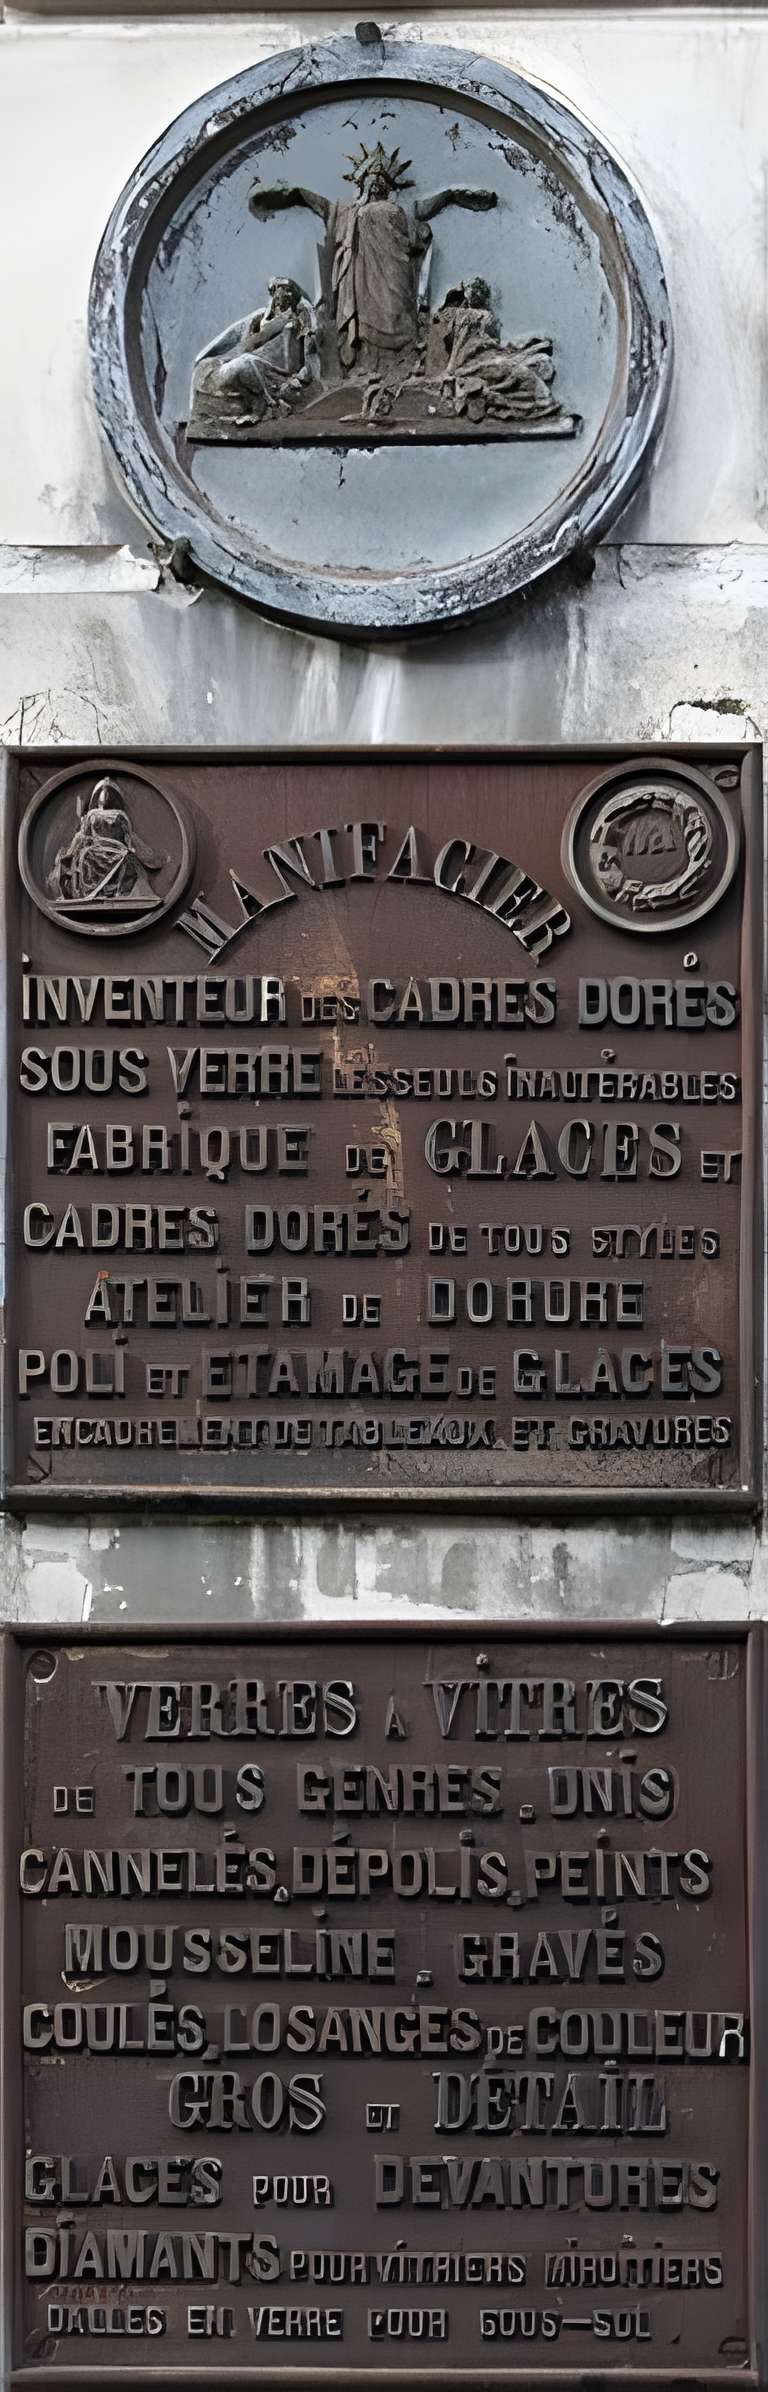 MANIFACIER
INVENTEUR DES CADRES DORÉS
SOUS VERRE LES SEULS INALTÉRABLES
FABRIQUE DE GLACES ET
CADRES DORÉS DE TOUS STYLES
ATELIER DE DORURE
POLI ET ETAMAGE DE GLACES
ENCADREMENT DE TABLEAUX ET GRAVURES
VERRES A VITRES
DE TOUS GENRES. UNIS
CANNELÉS, DÉPOLIS, PEINTS
MOUSSELINE, GRAVÉS
COULÉS, LOSANGES DE COULEUR
GROS ET DÉTAIL
GLACES POUR DEVANTURES
DIAMANTS POUR VITRIERS MIROITIERS
DALLES EN VERRE POUR SOUS-SOL